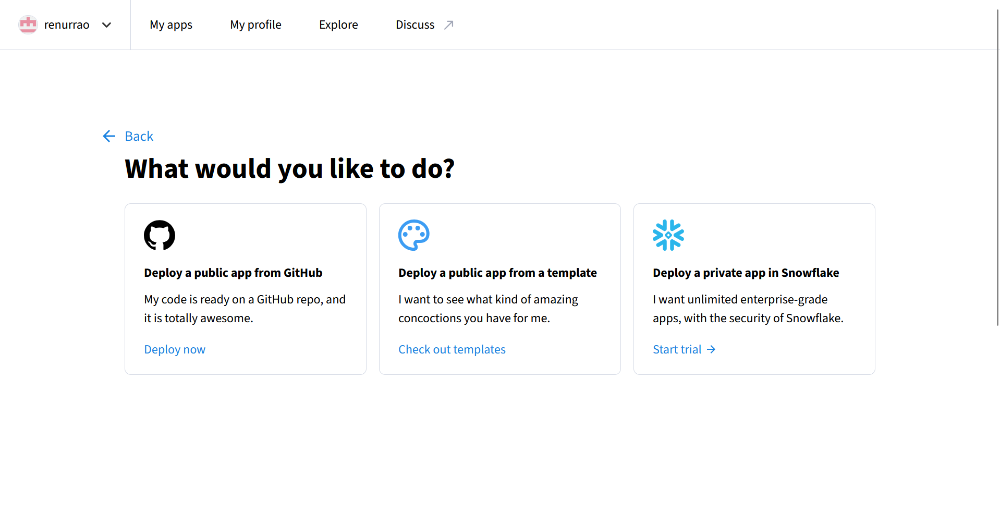 renurrao
My apps
My profile
Explore
Discuss
Back
What would you like to do?
Deploy a public app from GitHub
My code is ready on a GitHub repo, and
it is totally awesome.
Deploy now
Deploy a public app from a template
I want to see what kind of amazing
concoctions you have for me.
Check out templates
Deploy a private app in Snowflake
I want unlimited enterprise-grade
apps, with the security of Snowflake.
Start trial